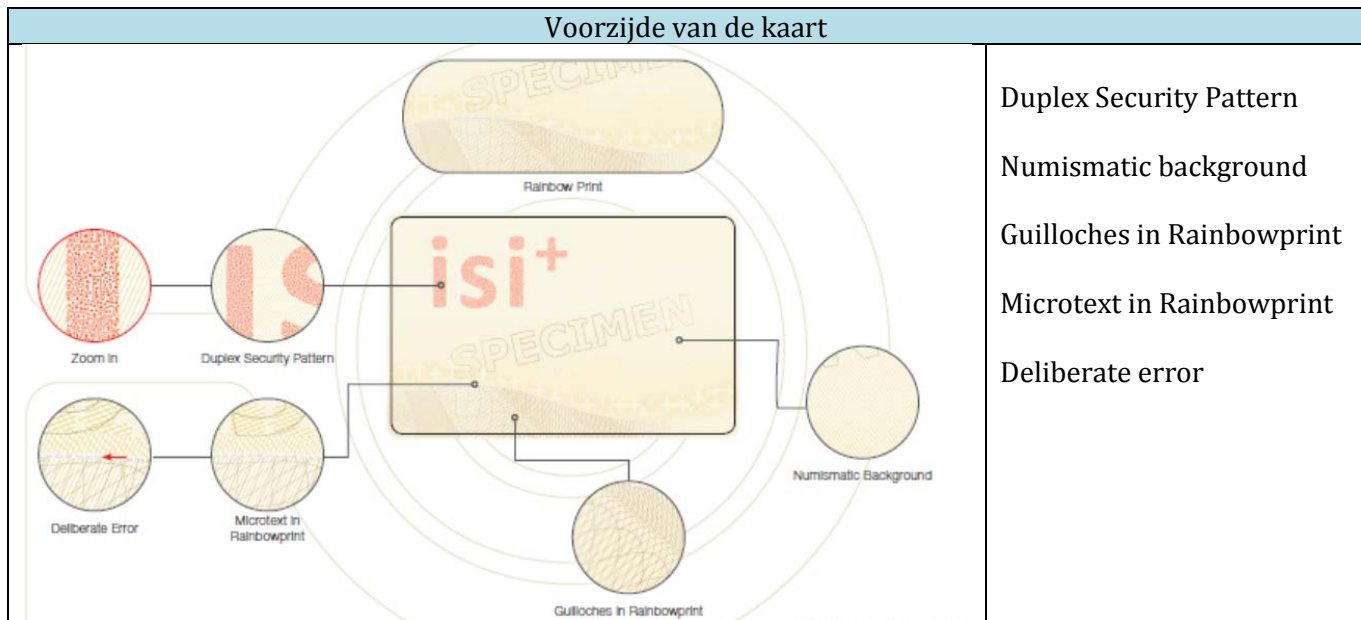 Voorzijde van de kaart
SPECIMEN
Rainbow Print
isi+
SPECIMEN
IS
Zoom In
Duplex Security Pattern
Deliberate Error
Microtext in
Rainbowprint
Numismatic Background
Guilloches in Rainbowprint
Duplex Security Pattern
Numismatic background
Guilloches in Rainbowprint
Microtext in Rainbowprint
Deliberate error